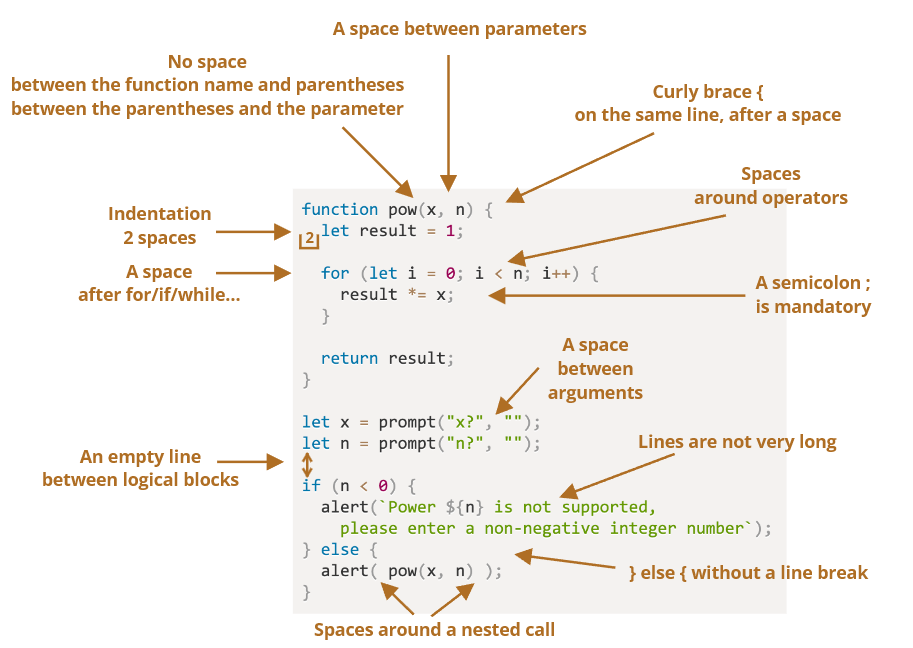 A space between parameters
No space
between the function name and parentheses
between the parentheses and the parameter
Curly brace {
on the same line, after a space
Spaces
around operators
Indentation
2 spaces
A space
after for/if/while…
A semicolon ;
is mandatory
function pow(x, n) {
2
  let result = 1;

  for (let i = 0; i < n; i++) {
    result *= x;
  }

  return result;
}
A space
between
arguments

let x = prompt("x?", "");
let n = prompt("n?", "");
Lines are not very long
An empty line
between logical blocks

if (n < 0) {
  alert(`Power ${n} is not supported,
    please enter a non-negative integer number`);
} else {
  alert( pow(x, n) );
}
} else { without a line break
Spaces around a nested call